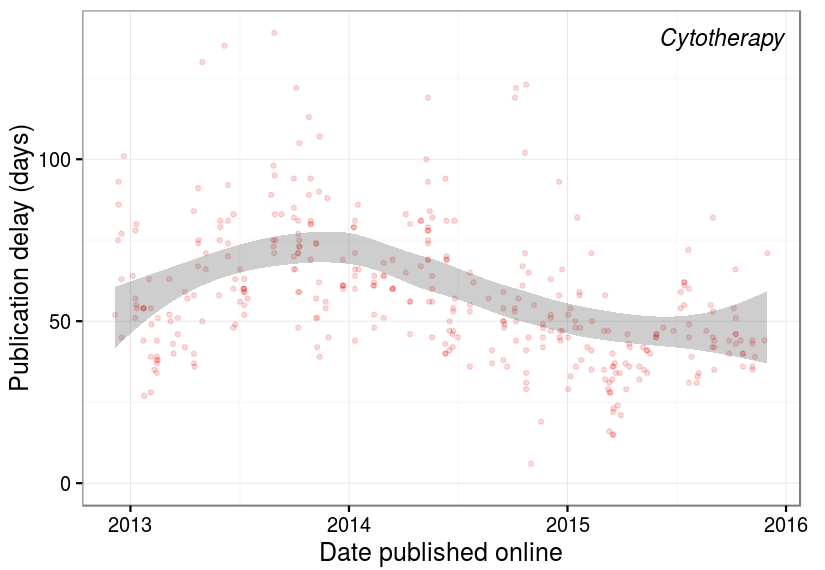 Cytotherapy
Publication delay (days)
100
50
0
2013 2014 2015 2016
Date published online